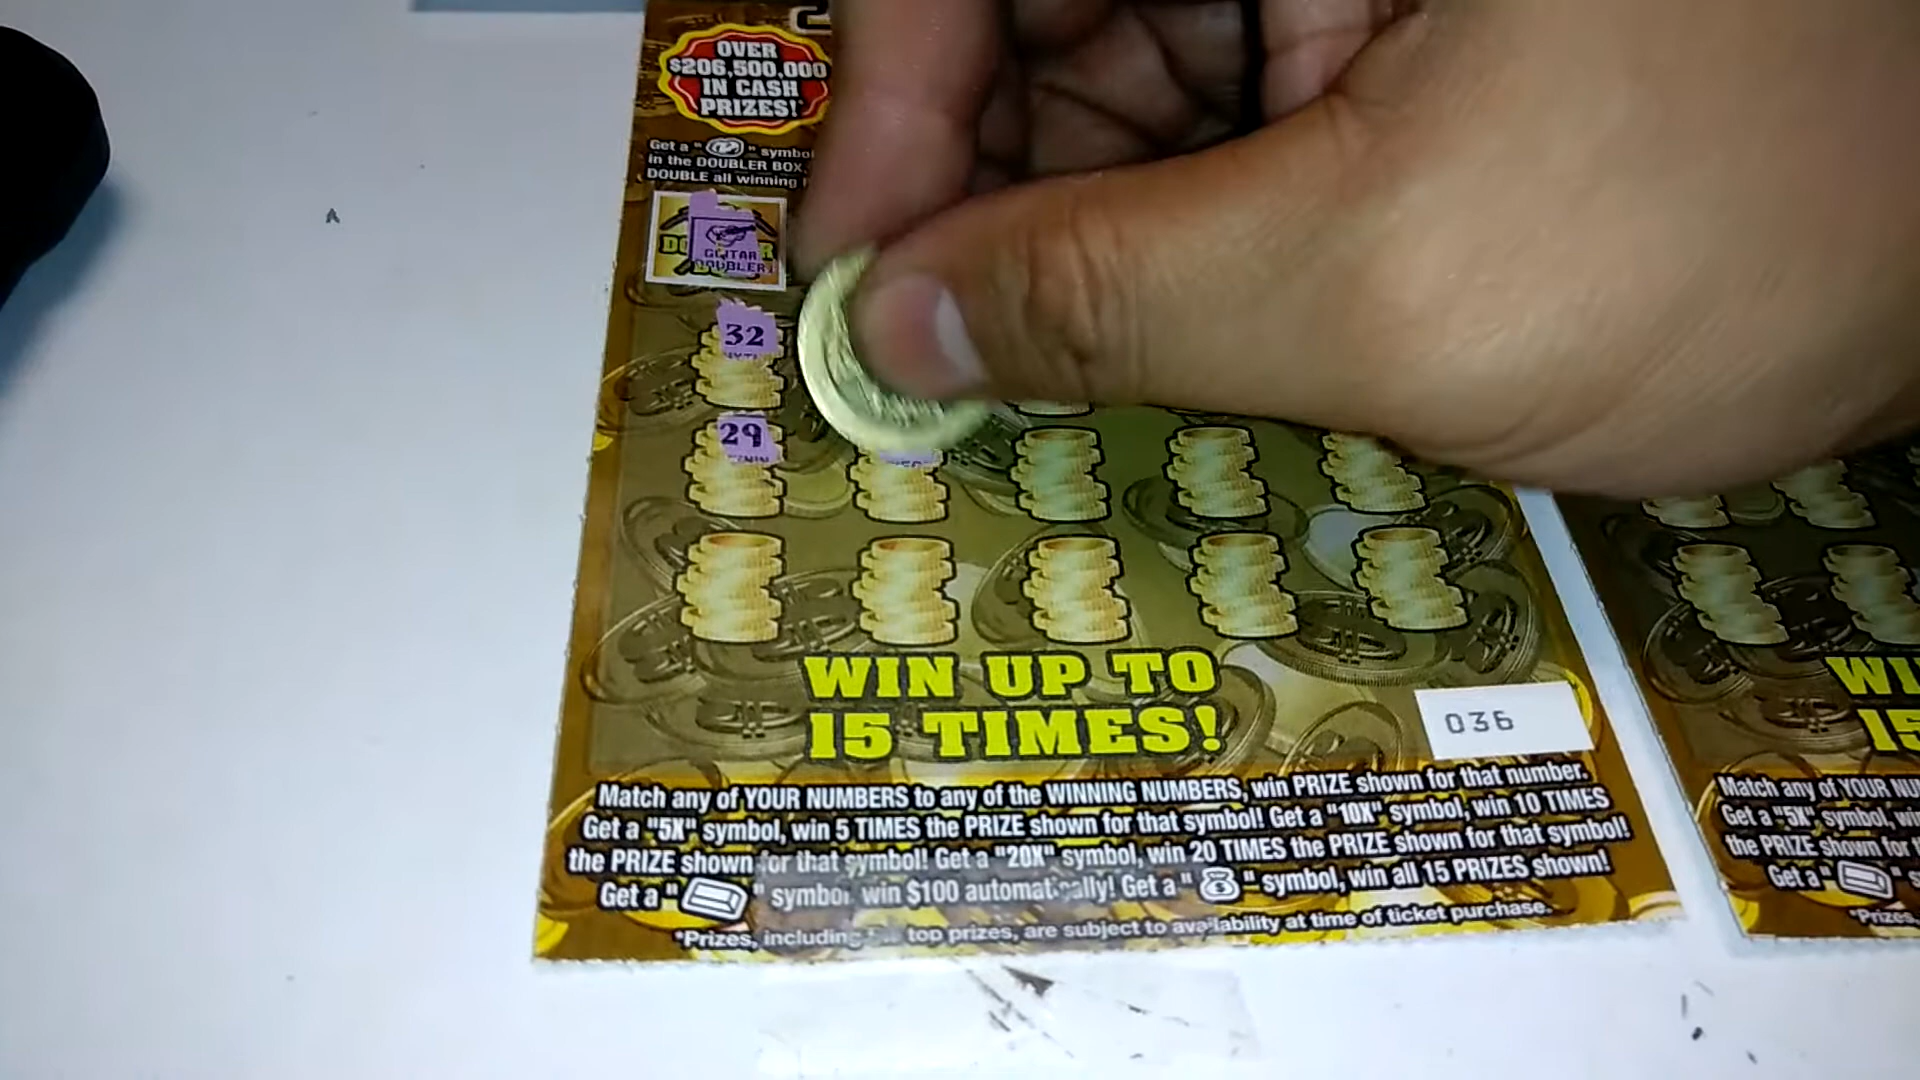 OVER
$206,500,000
IN CASH
PRIZES!*
Get a " " symbol
in the DOUBLER BOX,
DOUBLE all winning
GUITAR
DOUBLER
32
29
WIN UP TO
15 TIMES!
036
Match any of YOUR NUMBERS to any of the WINNING NUMBERS, win PRIZE shown for that number.
Get a "5X" symbol, win 5 TIMES the PRIZE shown for that symbol! Get a "10X" symbol, win 10 TIMES
the PRIZE shown for that symbol! Get a "20X" symbol, win 20 TIMES the PRIZE shown for that symbol!
Get a " " symbol, win $100 automatically! Get a " " symbol, win all 15 PRIZES shown!
*Prizes, including top prizes, are subject to availability at time of ticket purchase.
WI
15
Match any of YOUR NU
Get a "5X" symbol, wi
the PRIZE shown for
Get a " " s
*Prizes,